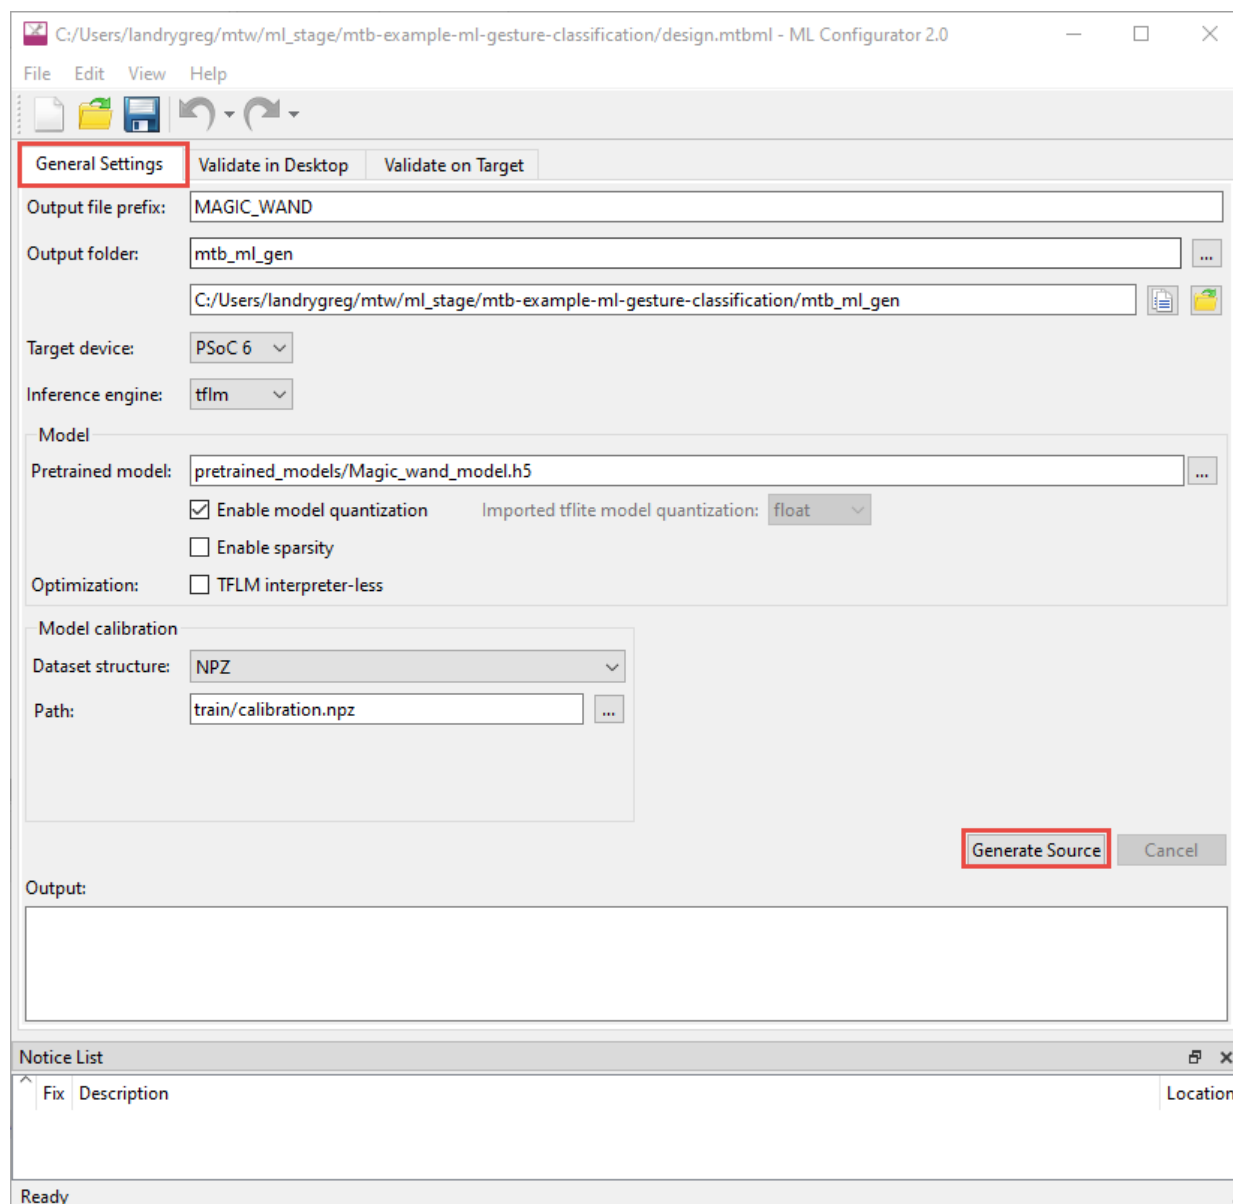 C:/Users/landrygreg/mtw/ml_stage/mtb-example-ml-gesture-classification/design.mtbml - ML Configurator 2.0
File Edit View Help
General Settings Validate in Desktop Validate on Target
Output file prefix: MAGIC_WAND
Output folder: mtb_ml_gen ...
C:/Users/landrygreg/mtw/ml_stage/mtb-example-ml-gesture-classification/mtb_ml_gen
Target device: PSoC 6
Inference engine: tflm
Model
Pretrained model: pretrained_models/Magic_wand_model.h5 ...
Enable model quantization Imported tflite model quantization: float
Enable sparsity
Optimization: TFLM interpreter-less
Model calibration
Dataset structure: NPZ
Path: train/calibration.npz ...
Generate Source Cancel
Output:
Notice List
Fix Description Location
Ready